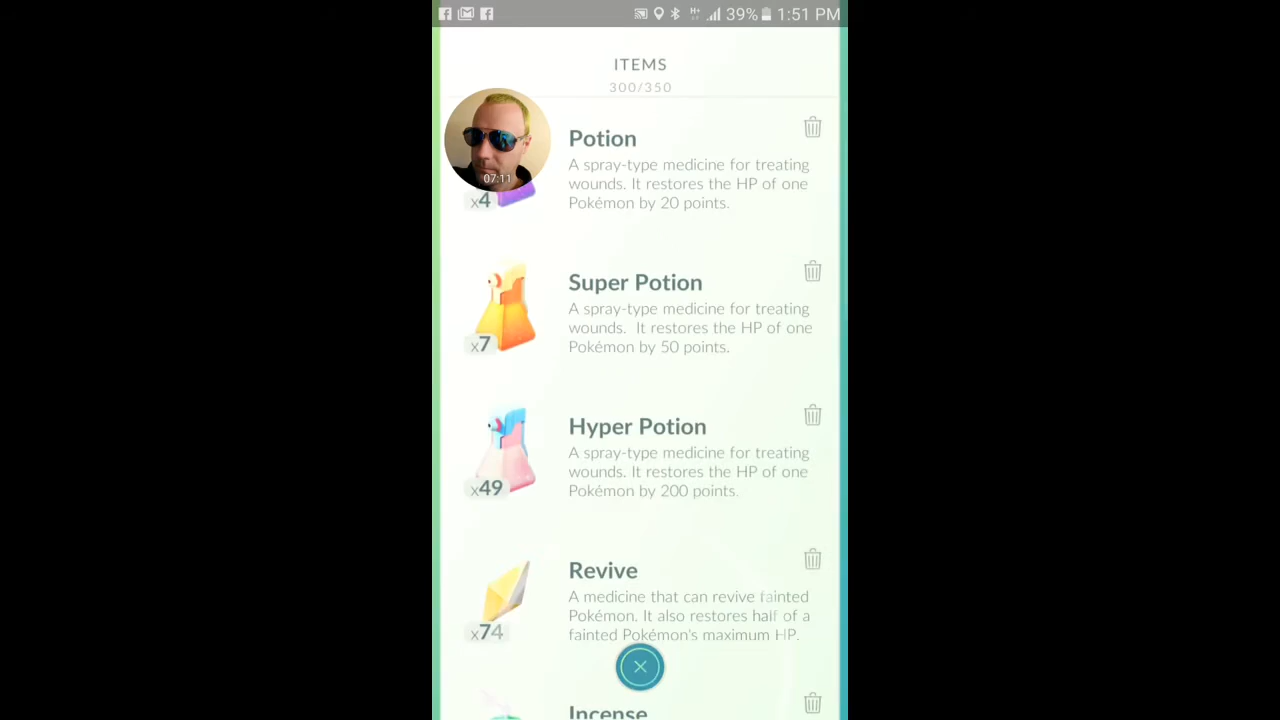 39% 1:51 PM
ITEMS
300/350
07:11
Potion
A spray-type medicine for treating
wounds. It restores the HP of one
Pokémon by 20 points.
x4
Super Potion
A spray-type medicine for treating
wounds. It restores the HP of one
Pokémon by 50 points.
x7
Hyper Potion
A spray-type medicine for treating
wounds. It restores the HP of one
Pokémon by 200 points.
x49
Revive
A medicine that can revive fainted
Pokémon. It also restores half of a
fainted Pokémon's maximum HP.
x74
Incense